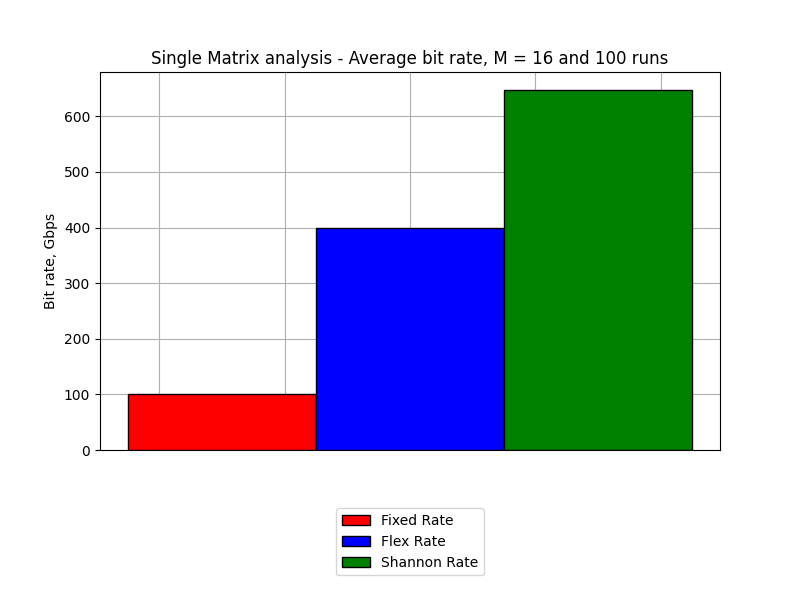 Single Matrix analysis - Average bit rate, M = 16 and 100 runs
600
500
400
300
200
100
0
Bit rate, Gbps
Fixed Rate
Flex Rate
Shannon Rate